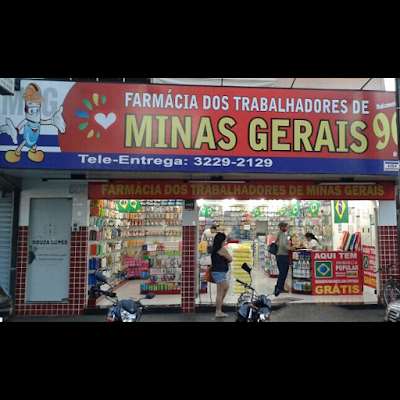 FARMÁCIA DOS TRABALHADORES DE
MINAS GERAIS
Tele-Entrega: 3229-2129
FARMÁCIA DOS TRABALHADORES DE MINAS GERAIS
AQUI TEM
POPULAR
GRÁTIS